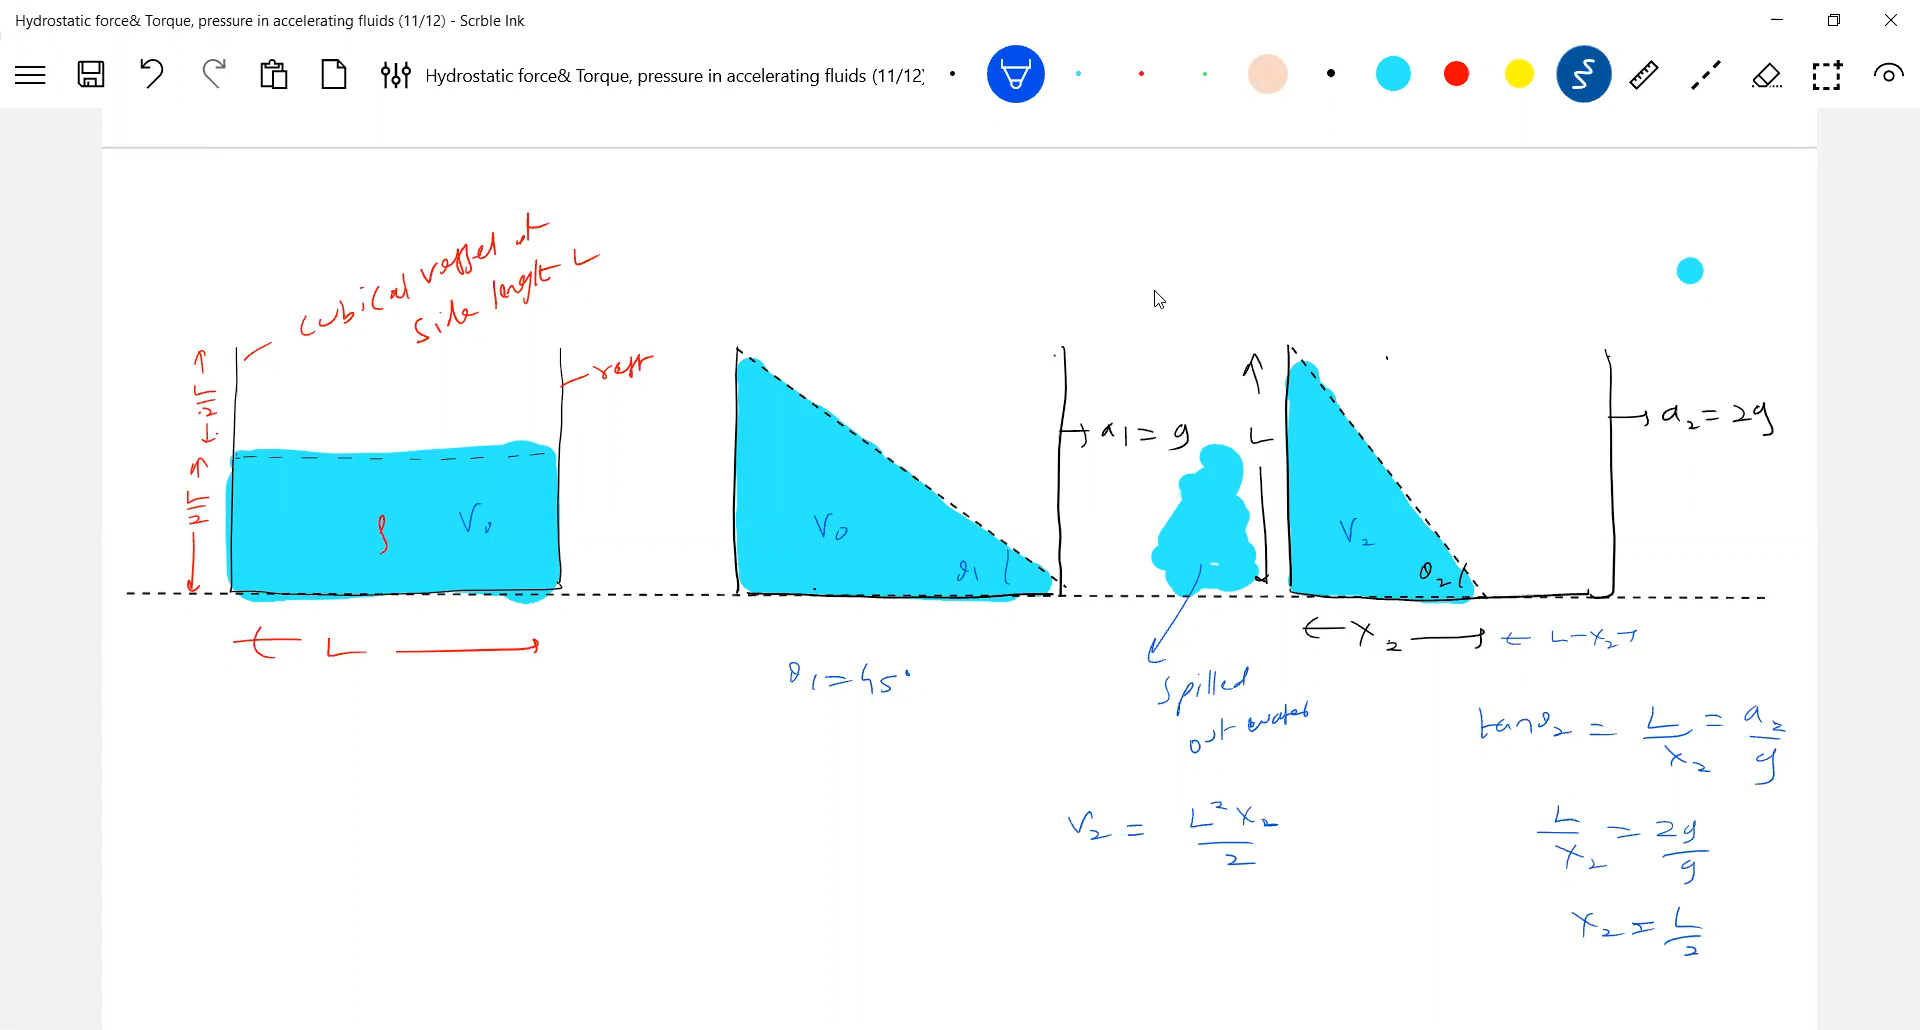 Hydrostatic force& Torque, pressure in accelerating fluids (11/12) - Scrble Ink
Hydrostatic force& Torque, pressure in accelerating fluids (11/12)
cubical vessel of
side length L
rest
L/2
L/2
ρ V₀
L
V₀
θ₁
a₁ = g
θ₁ = 45°
spilled
out water
L
V₂
θ₂
a₂ = 2g
x₂
L-x₂
tanθ₂ = L/x₂ = a₂/g
V₂ = L²x₂/2
L/x₂ = 2g/g
x₂ = L/2